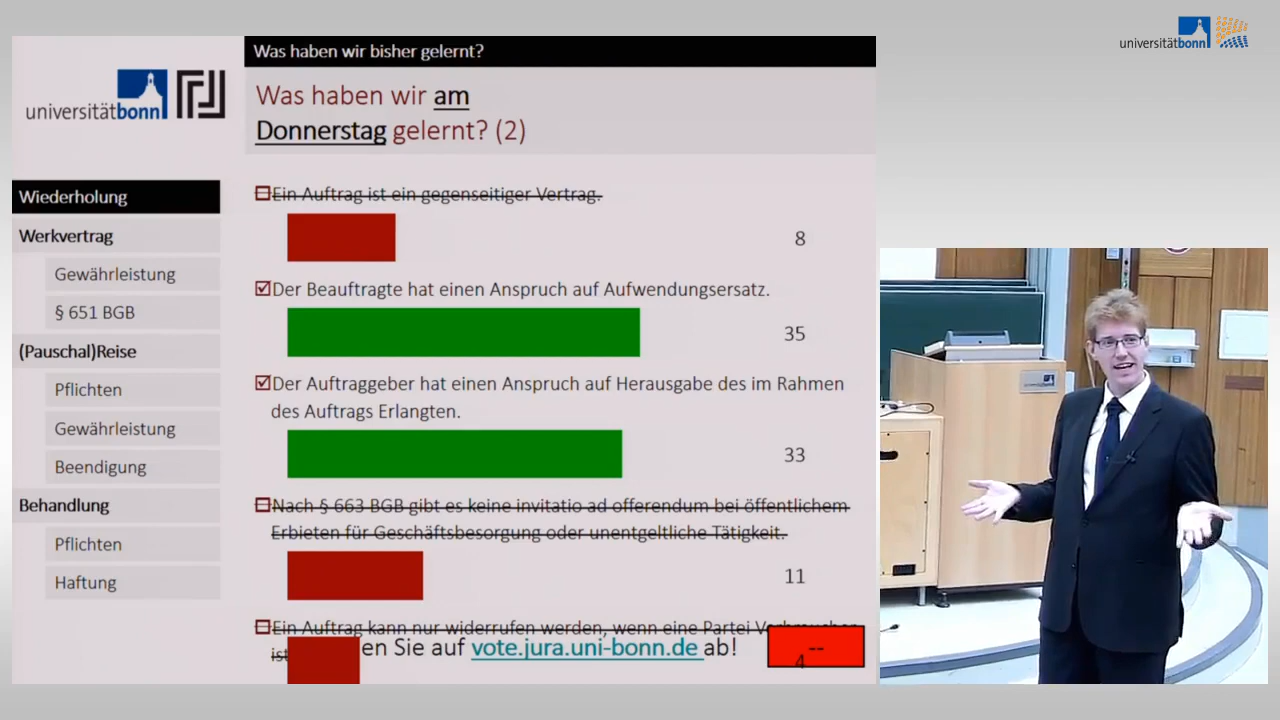 universitätbonn
Was haben wir bisher gelernt?
universitätbonn
Was haben wir am
Donnerstag gelernt? (2)
Wiederholung
Werkvertrag
Gewährleistung
§ 651 BGB
(Pauschal)Reise
Pflichten
Gewährleistung
Beendigung
Behandlung
Pflichten
Haftung
Ein Auftrag ist ein gegenseitiger Vertrag.
8
Der Beauftragte hat einen Anspruch auf Aufwendungsersatz.
35
Der Auftraggeber hat einen Anspruch auf Herausgabe des im Rahmen
des Auftrags Erlangten.
33
Nach § 663 BGB gibt es keine invitatio ad offerendum bei öffentlichem
Erbieten für Geschäftsbesorgung oder unentgeltliche Tätigkeit.
11
Ein Auftrag kann nur widerrufen werden, wenn eine Partei Verbraucher
ist
en Sie auf vote.jura.uni-bonn.de ab!
--
4